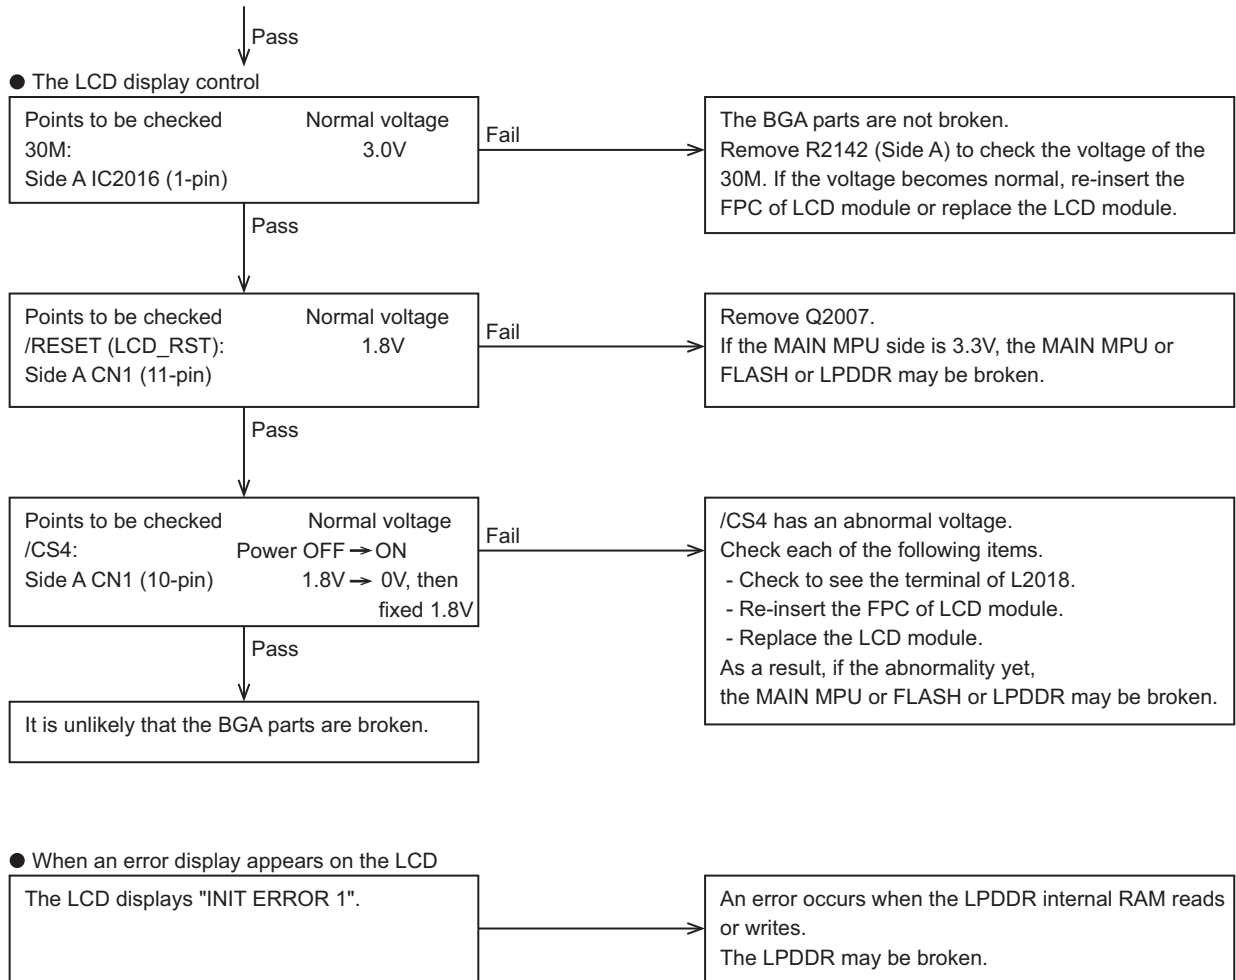 Pass
● The LCD display control
Points to be checked Normal voltage
30M: 3.0V
Side A IC2016 (1-pin)
Fail
The BGA parts are not broken.
Remove R2142 (Side A) to check the voltage of the
30M. If the voltage becomes normal, re-insert the
FPC of LCD module or replace the LCD module.
Pass
Points to be checked Normal voltage
/RESET (LCD_RST): 1.8V
Side A CN1 (11-pin)
Fail
Remove Q2007.
If the MAIN MPU side is 3.3V, the MAIN MPU or
FLASH or LPDDR may be broken.
Pass
Points to be checked Normal voltage
/CS4: Power OFF → ON
Side A CN1 (10-pin) 1.8V → 0V, then
fixed 1.8V
Fail
/CS4 has an abnormal voltage.
Check each of the following items.
- Check to see the terminal of L2018.
- Re-insert the FPC of LCD module.
- Replace the LCD module.
As a result, if the abnormality yet,
the MAIN MPU or FLASH or LPDDR may be broken.
Pass
It is unlikely that the BGA parts are broken.
● When an error display appears on the LCD
The LCD displays "INIT ERROR 1".
An error occurs when the LPDDR internal RAM reads
or writes.
The LPDDR may be broken.